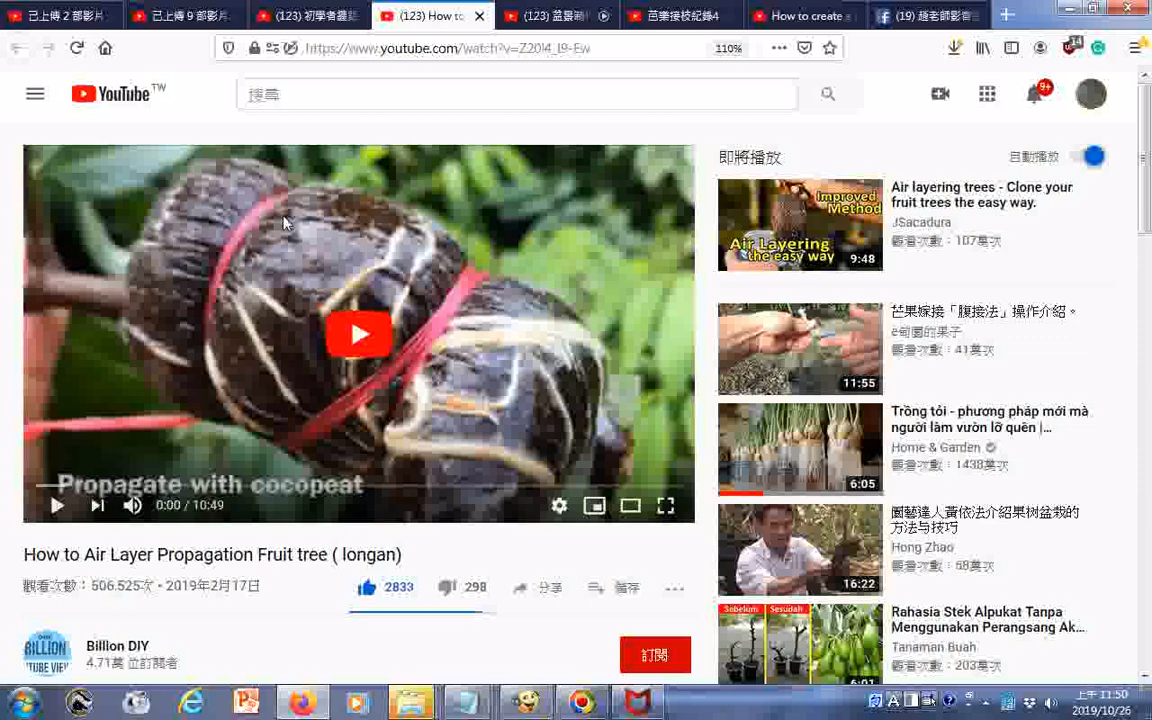 已上傳 2 部影片
已上傳 9 部影片
(123) 初學者
(123) How to
(123) 盆景
芭樂接枝記錄4
How to create a
(19) 趙老師影音
https://www.youtube.com/watch?v=Z20l4_l9-Ew
110%
14
YouTube TW
搜尋
9+
即將播放
自動播放
Air layering trees - Clone your
fruit trees the easy way.
JSacadura
觀看次數：107萬次
Improved
Method
Air Layering
the easy way
9:48
芒果嫁接「腹接法」操作介紹。
e甸園的果子
觀看次數：41萬次
11:55
Trồng tỏi - phương pháp mới mà
người làm vườn lỡ quên |...
Home & Garden
觀看次數：1438萬次
6:05
園藝達人黃依法介紹果树盆栽的
方法与技巧
Hong Zhao
觀看次數：58萬次
16:22
Sebelum Sesudah
Rahasia Stek Alpukat Tanpa
Menggunakan Perangsang Ak...
Tanaman Buah
觀看次數：203萬次
6:01
Propagate with cocopeat
0:00 / 10:49
How to Air Layer Propagation Fruit tree ( longan)
觀看次數：506,525次 • 2019年2月17日
2833
298
分享
儲存
BILLION
TUBE VIEW
Billion DIY
4.71萬 位訂閱者
訂閱
上午 11:50
2019/10/26